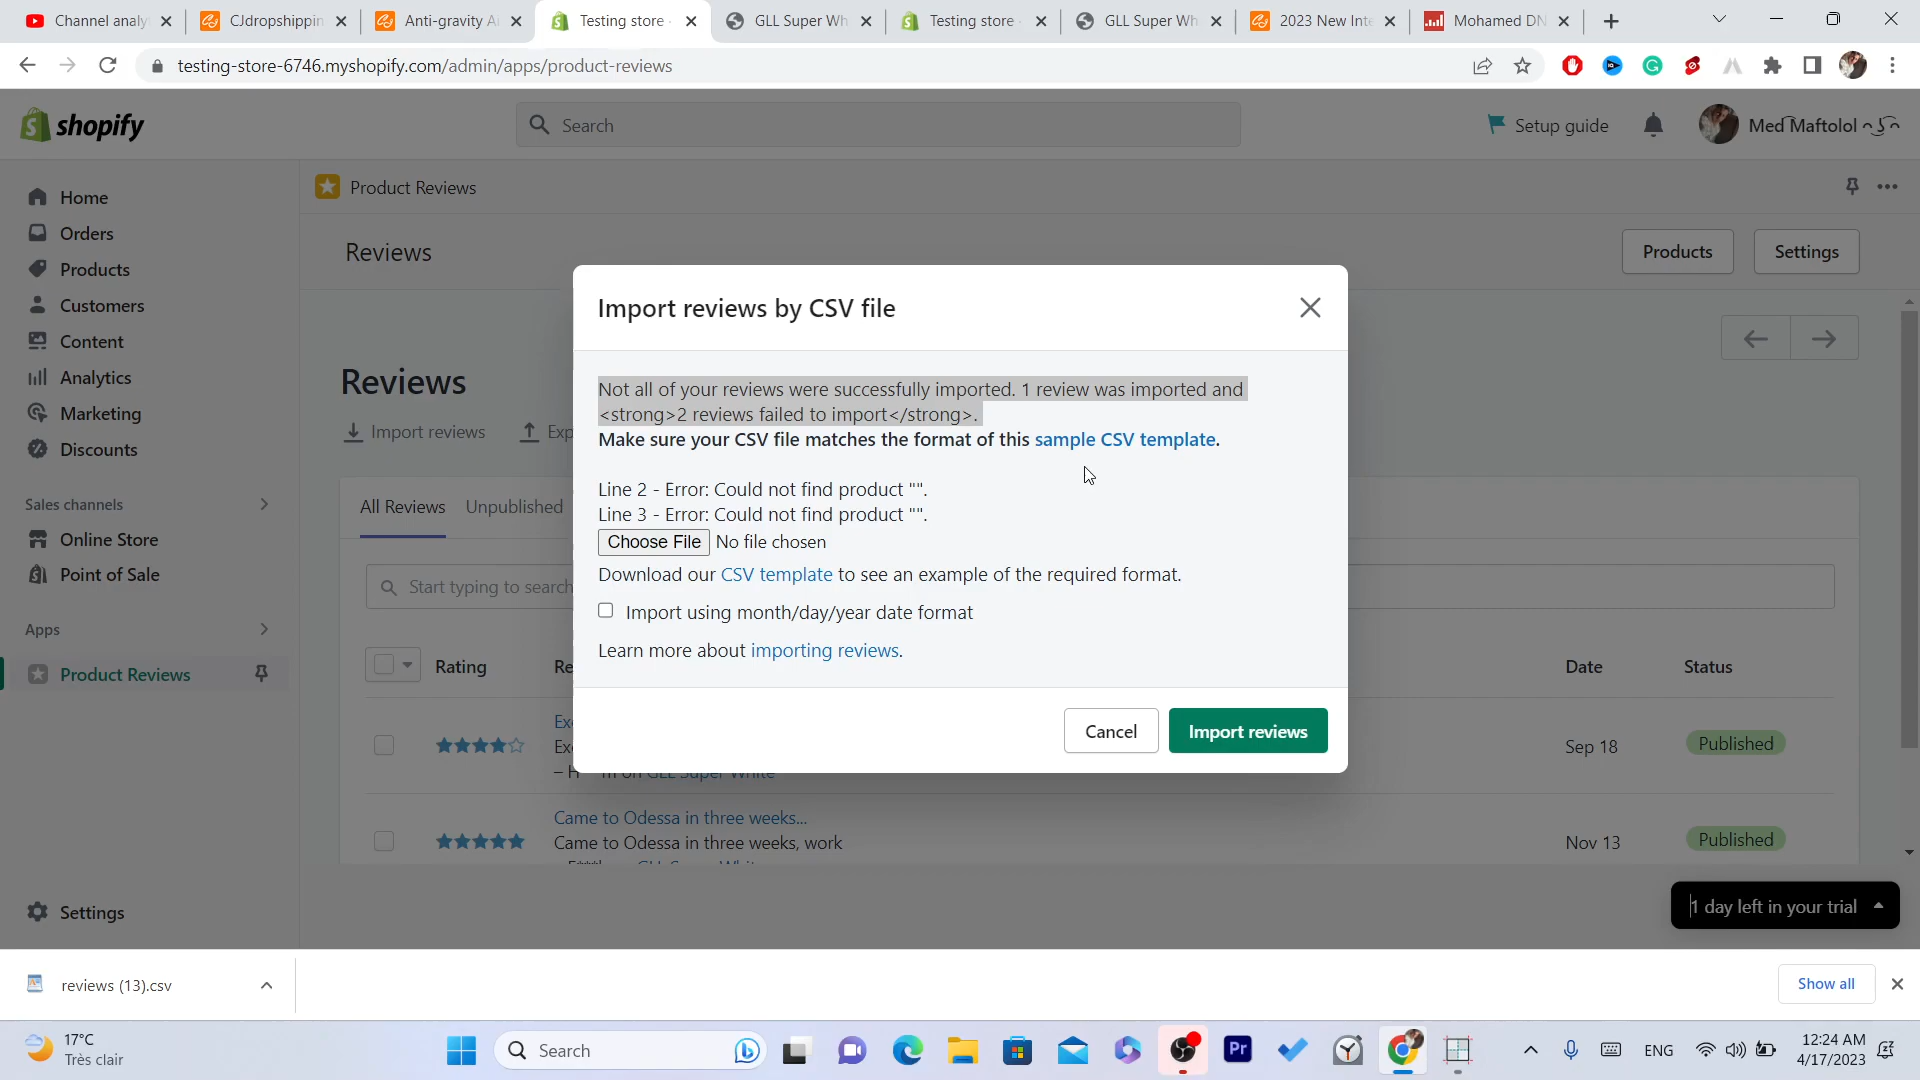 Channel analy
CJdropshippin
Anti-gravity Ai
Testing store
GLL Super Wh
Testing store
GLL Super Wh
2023 New Inte
Mohamed DN
testing-store-6746.myshopify.com/admin/apps/product-reviews
shopify
Search
Setup guide
Home
Orders
Products
Customers
Content
Analytics
Marketing
Discounts
Sales channels
Online Store
Point of Sale
Apps
Product Reviews
Settings
Product Reviews
Reviews
Products
Settings
Reviews
Import reviews
Exp
All Reviews
Unpublished
Start typing to search
Rating
Re
Date
Status
Ex
Exc
Sep 18
Published
Came to Odessa in three weeks...
Came to Odessa in three weeks, work
Nov 13
Published
Import reviews by CSV file
Not all of your reviews were successfully imported. 1 review was imported and
<strong>2 reviews failed to import</strong>.
Make sure your CSV file matches the format of this sample CSV template.
Line 2 - Error: Could not find product "".
Line 3 - Error: Could not find product "".
Choose File No file chosen
Download our CSV template to see an example of the required format.
Import using month/day/year date format
Learn more about importing reviews.
Cancel
Import reviews
1 day left in your trial
reviews (13).csv
Show all
17°C
Très clair
Search
Pr
ENG
12:24 AM
4/17/2023